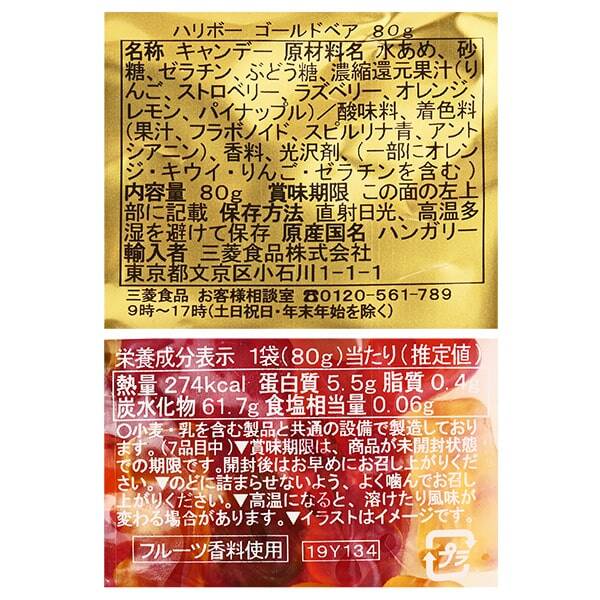 ハリボー ゴールドベア 80g
名称 キャンデー 原材料名 水あめ、砂
糖、ゼラチン、ぶどう糖、濃縮還元果汁(り
んご、ストロベリー、ラズベリー、オレンジ、
レモン、パイナップル)／酸味料、着色料
(果汁、フラボノイド、スピルリナ青、アント
シアニン)、香料、光沢剤、(一部にオレン
ジ・キウイ・りんご・ゼラチンを含む)
内容量 80g 賞味期限 この面の左上
部に記載 保存方法 直射日光、高温多
湿を避けて保存 原産国名 ハンガリー
輸入者 三菱食品株式会社
東京都文京区小石川1-1-1
三菱食品 お客様相談室 ☎0120-561-789
9時〜17時(土日祝日・年末年始を除く)
栄養成分表示 1袋(80g)当たり(推定値)
熱量 274kcal 蛋白質 5.5g 脂質 0.4g
炭水化物 61.7g 食塩相当量 0.06g
○小麦・乳を含む製品と共通の設備で製造しており
ます。(7品目中)▼賞味期限は、商品が未開封状態
での期限です。開封後はお早めにお召し上がりくだ
さい。▼のどに詰まらせないよう、よく噛んでお召し
上がりください。▼高温になると、溶けたり風味が
変わる場合があります。▼イラストはイメージです。
フルーツ香料使用
19Y134
プラ